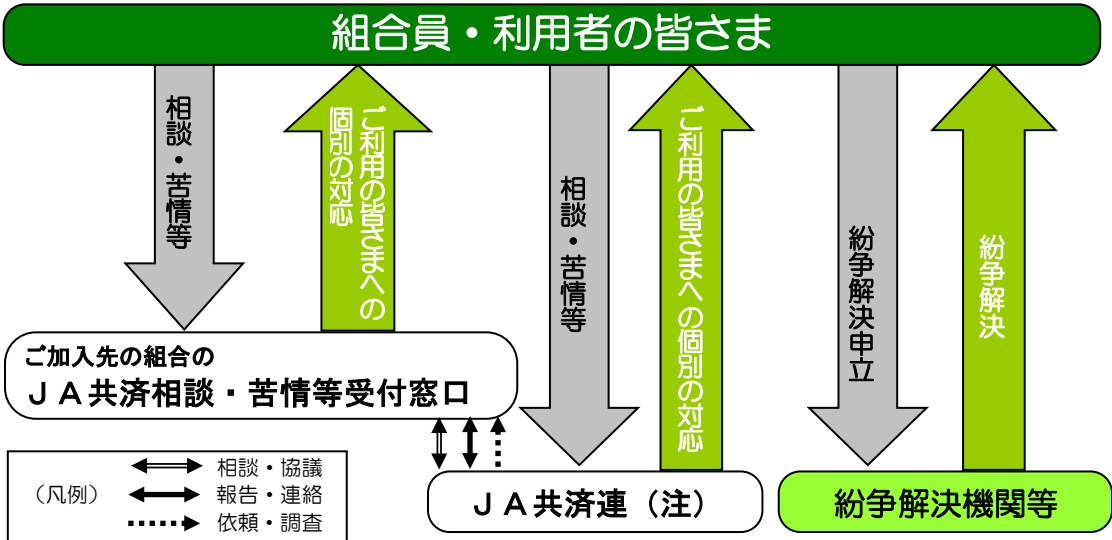 組合員・利用者の皆さま
相談・苦情等
ご利用の皆さまへの
個別の対応
相談・苦情等
ご利用の皆さまへの個別の対応
紛争解決申立
紛争解決
ご加入先の組合の
ＪＡ共済相談・苦情等受付窓口
（凡例）
相談・協議
報告・連絡
依頼・調査
ＪＡ共済連（注）
紛争解決機関等